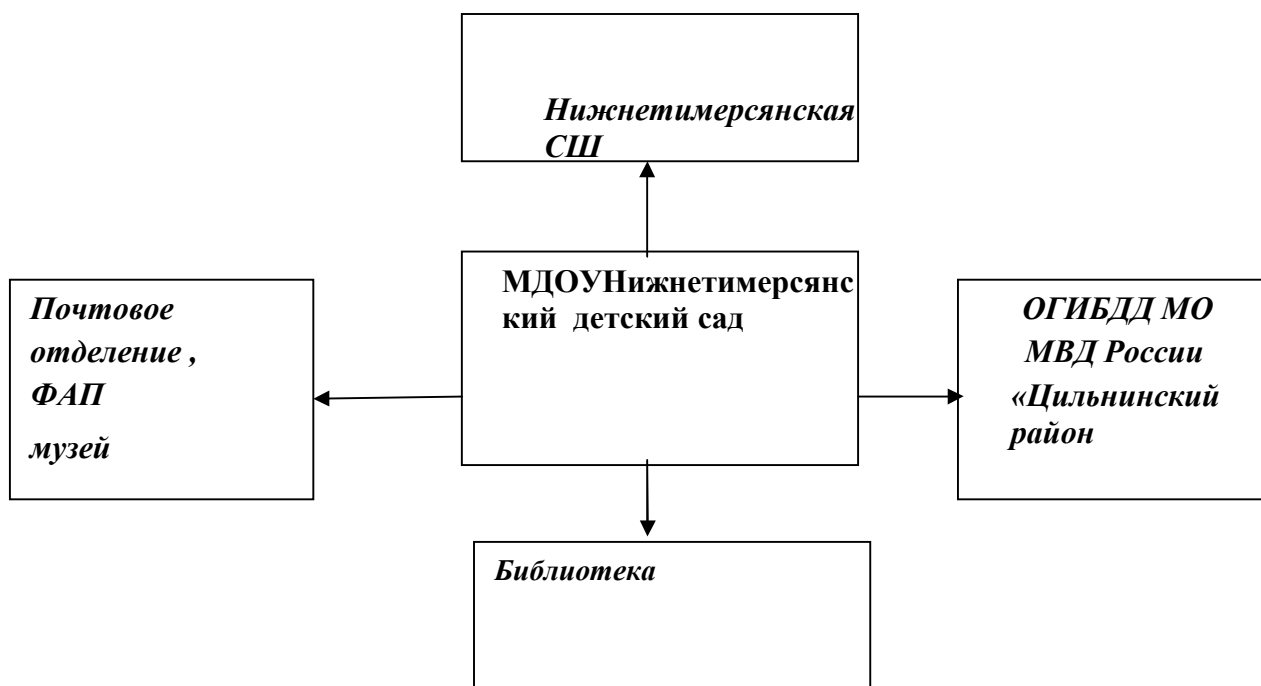 Нижнетимерсянская
СШ
МДОУНижнетимерсянс
кий детский сад
Почтовое
отделение ,
ФАП
музей
ОГИБДД МО
МВД России
«Цильнинский
район
Библиотека